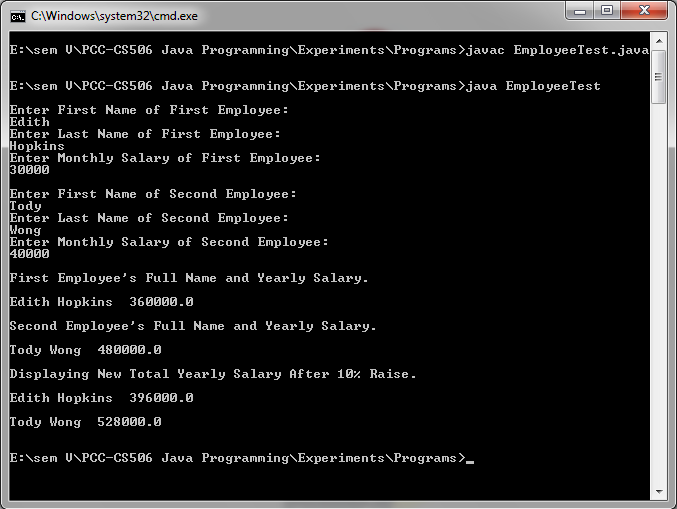 C:\Windows\system32\cmd.exe
E:\sem V\PCC-CS506 Java Programming\Experiments\Programs>javac EmployeeTest.java
E:\sem V\PCC-CS506 Java Programming\Experiments\Programs>java EmployeeTest
Enter First Name of First Employee:
Edith
Enter Last Name of First Employee:
Hopkins
Enter Monthly Salary of First Employee:
30000
Enter First Name of Second Employee:
Tody
Enter Last Name of Second Employee:
Wong
Enter Monthly Salary of Second Employee:
40000
First Employee's Full Name and Yearly Salary.
Edith Hopkins  360000.0
Second Employee's Full Name and Yearly Salary.
Tody Wong  480000.0
Displaying New Total Yearly Salary After 10% Raise.
Edith Hopkins  396000.0
Tody Wong  528000.0
E:\sem V\PCC-CS506 Java Programming\Experiments\Programs>_